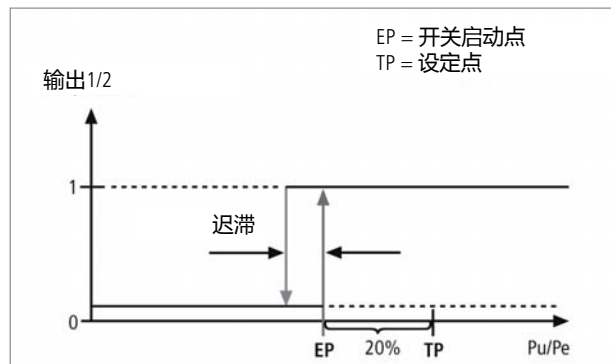 EP = 开关启动点
TP = 设定点
输出1/2
1
迟滞
0
EP
20%
TP
Pu/Pe